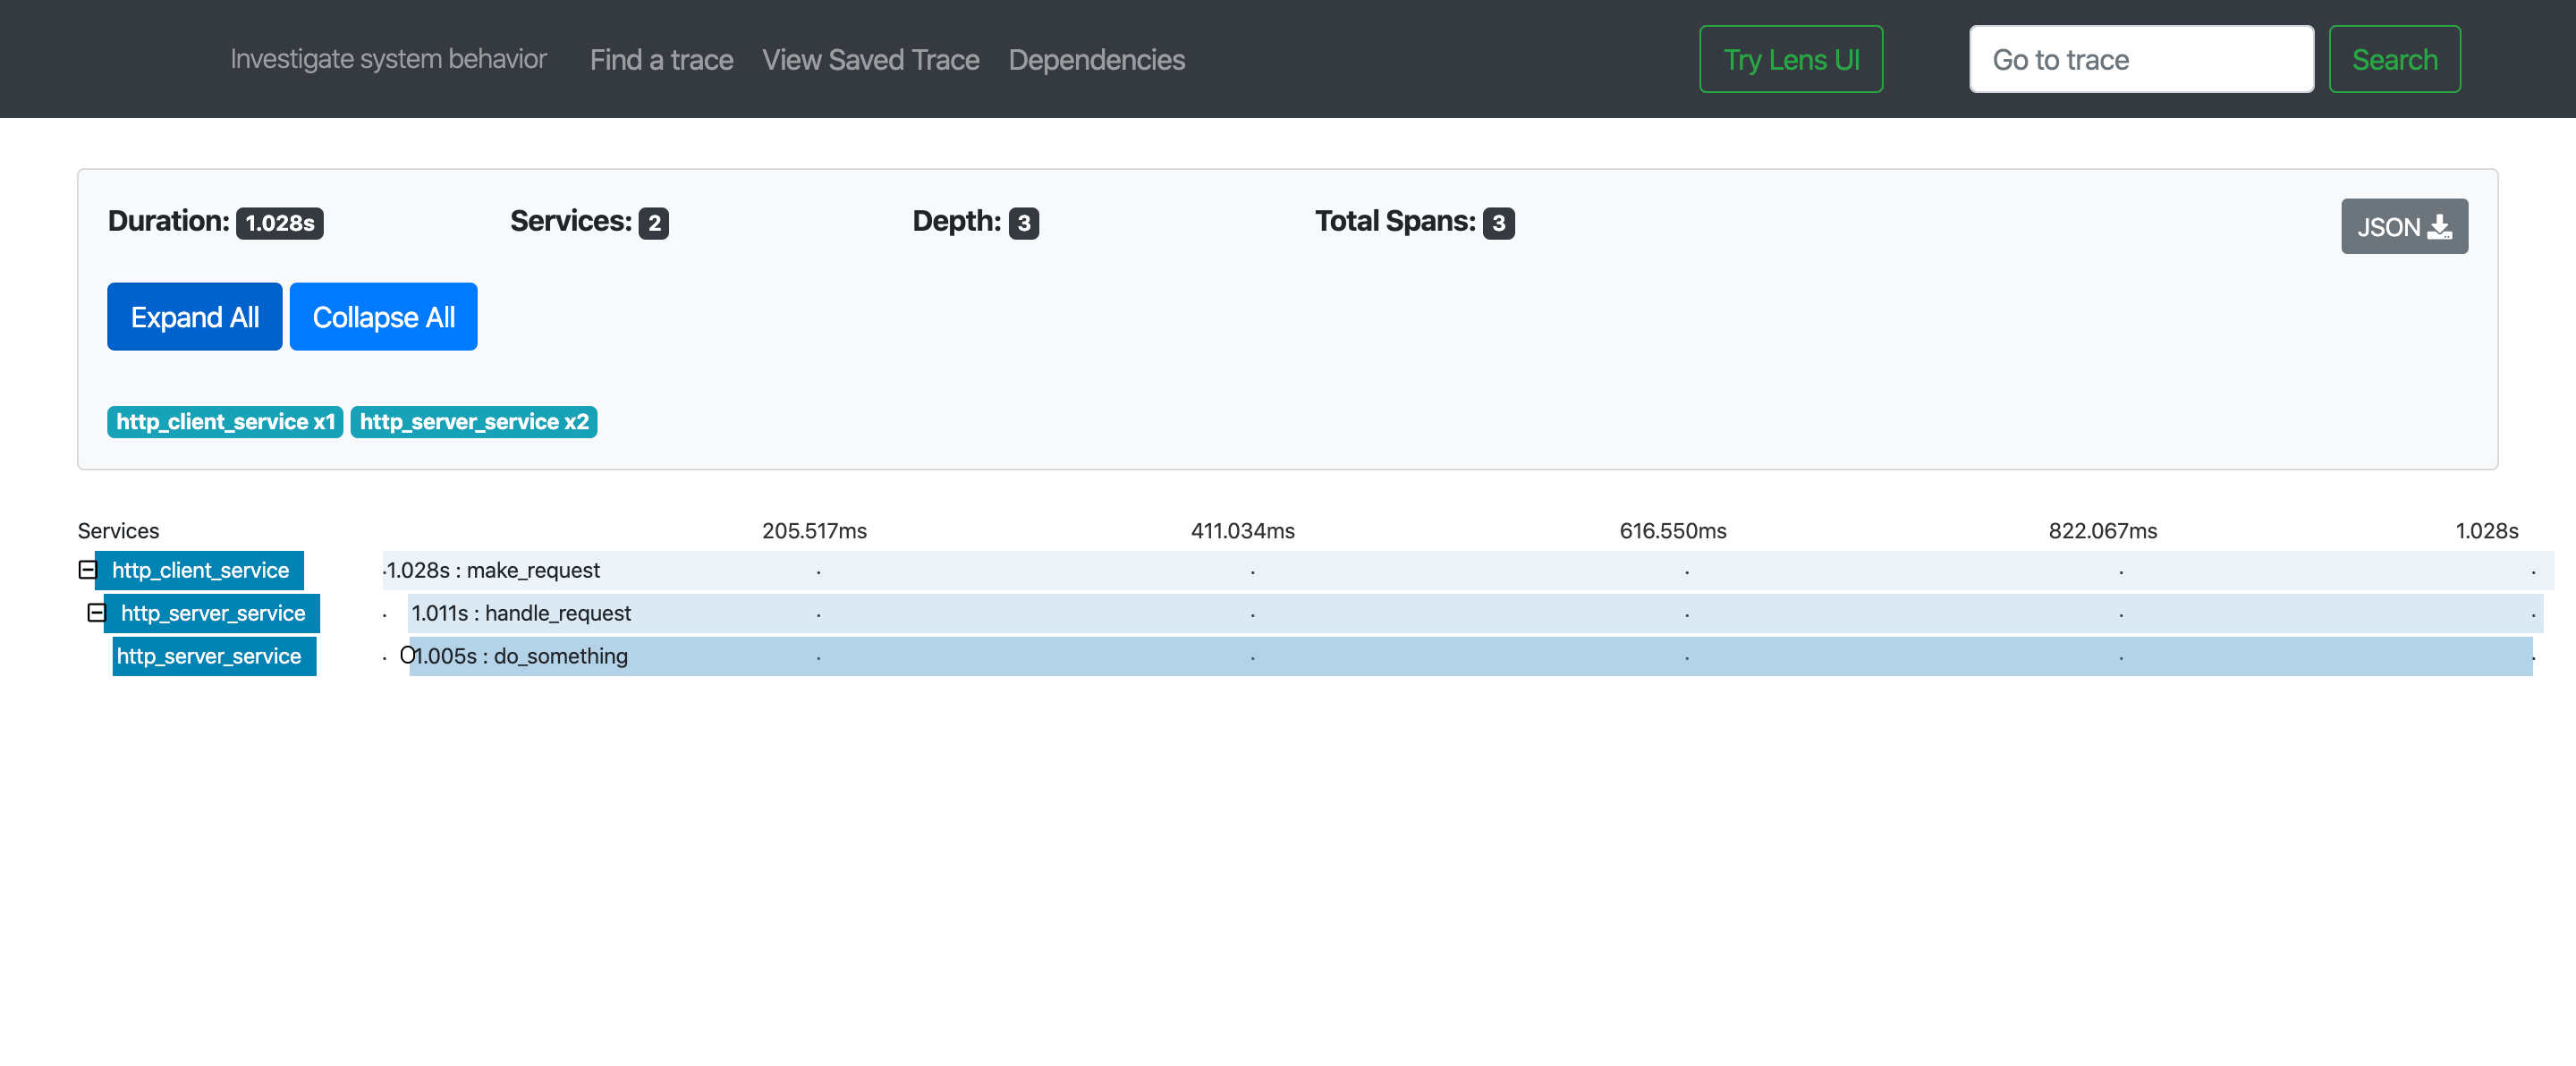 Investigate system behavior Find a trace View Saved Trace Dependencies Try Lens UI Go to trace Search
Duration: 1.028s Services: 2 Depth: 3 Total Spans: 3 JSON
Expand All Collapse All
http_client_service x1 http_server_service x2
Services 205.517ms 411.034ms 616.550ms 822.067ms 1.028s
http_client_service 1.028s : make_request
http_server_service 1.011s : handle_request
http_server_service 1.005s : do_something